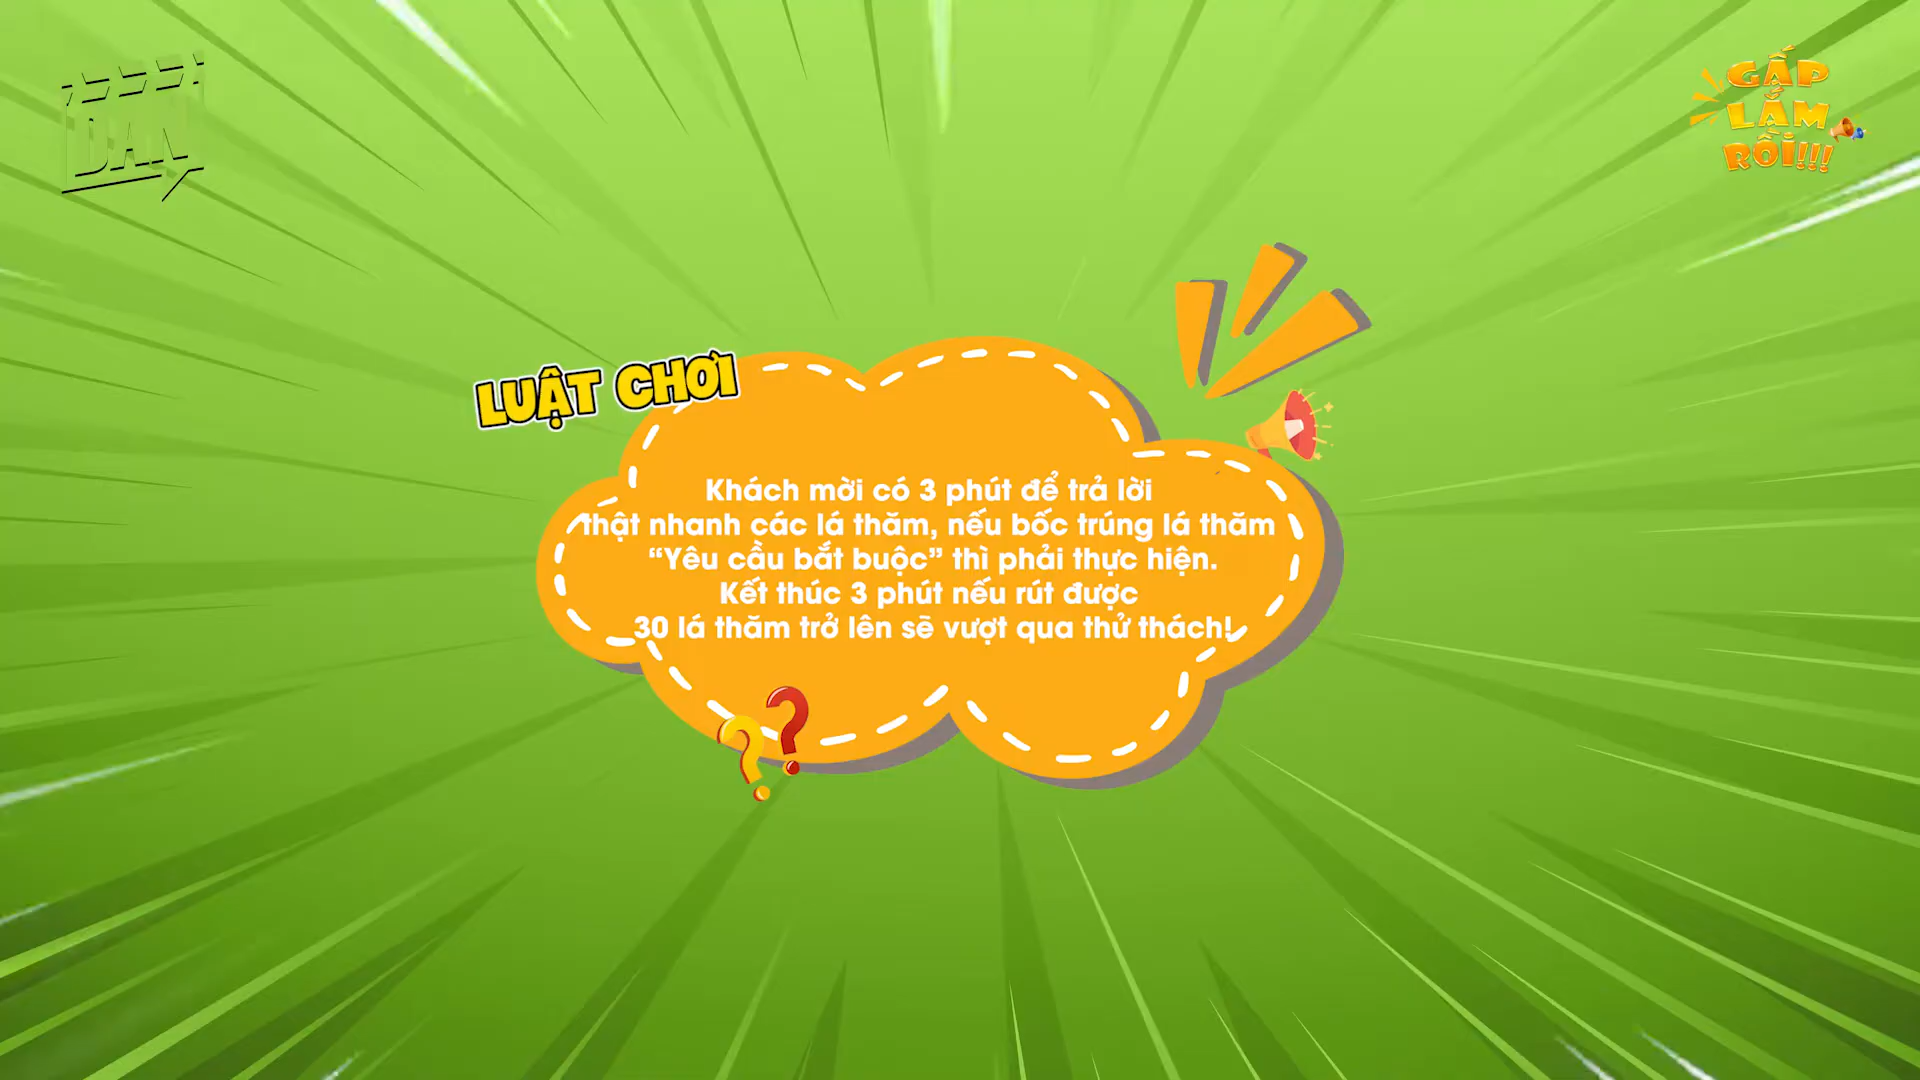 DAN
GẤP
LẮM
RỒI!!!
LUẬT CHƠI
Khách mời có 3 phút để trả lời
thật nhanh các lá thăm, nếu bốc trúng lá thăm
“Yêu cầu bắt buộc” thì phải thực hiện.
Kết thúc 3 phút nếu rút được
30 lá thăm trở lên sẽ vượt qua thử thách!